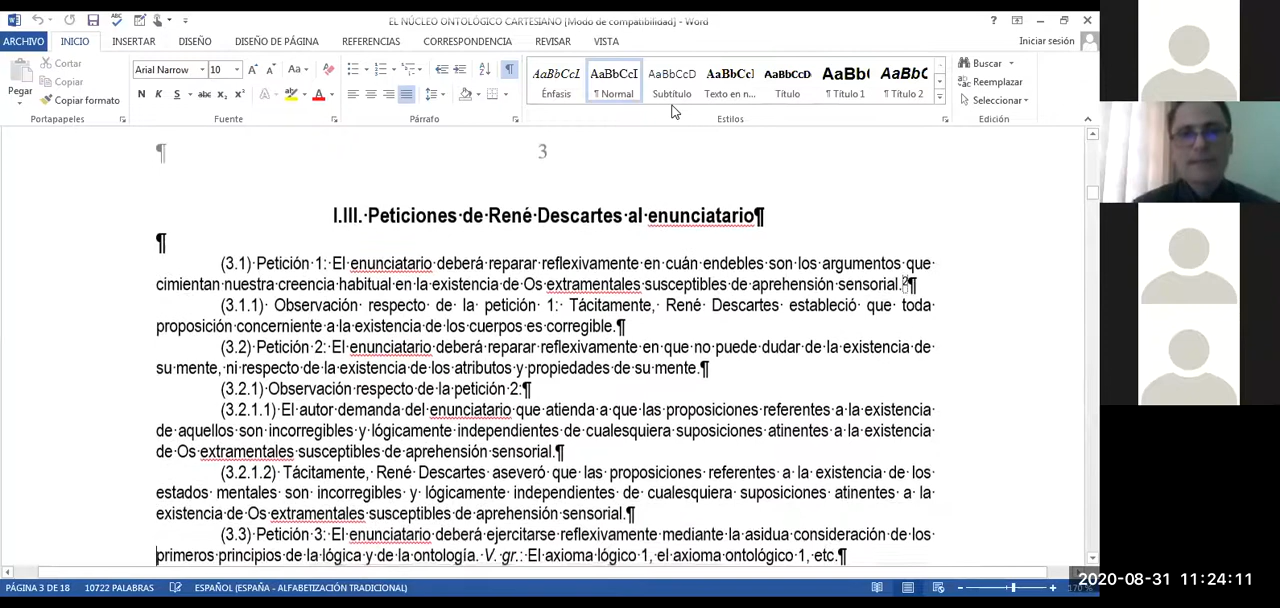 EL NÚCLEO ONTOLÓGICO CARTESIANO [Modo de compatibilidad] - Word
ARCHIVO INICIO INSERTAR DISEÑO DISEÑO DE PÁGINA REFERENCIAS CORRESPONDENCIA REVISAR VISTA Iniciar sesión
Pegar
Cortar
Copiar
Copiar formato
Portapapeles
Arial Narrow 10
N K S abc x₂ x² A
Fuente
Párrafo
AaBbCcI AaBbCcI AaBbCcD AaBbCcI AaBbCcD AaBb( AaBbC
Énfasis ¶ Normal Subtítulo Texto en n... Título ¶ Título 1 ¶ Título 2
Estilos
Buscar
Reemplazar
Seleccionar
Edición
¶ 3
I.III.·Peticiones·de·René·Descartes·al·enunciatario¶
¶
(3.1)·Petición·1:·El·enunciatario·deberá·reparar·reflexivamente·en·cuán·endebles·son·los·argumentos·que·
cimientan·nuestra·creencia·habitual·en·la·existencia·de·Os·extramentales·susceptibles·de·aprehensión·sensorial.2¶
(3.1.1)·Observación·respecto·de·la·petición·1:·Tácitamente,·René·Descartes·estableció·que·toda·
proposición·concerniente·a·la·existencia·de·los·cuerpos·es·corregible.¶
(3.2)·Petición·2:·El·enunciatario·deberá·reparar·reflexivamente·en·que·no·puede·dudar·de·la·existencia·de·
su·mente,·ni·respecto·de·la·existencia·de·los·atributos·y·propiedades·de·su·mente.¶
(3.2.1)·Observación·respecto·de·la·petición·2:¶
(3.2.1.1)·El·autor·demanda·del·enunciatario·que·atienda·a·que·las·proposiciones·referentes·a·la·existencia·
de·aquellos·son·incorregibles·y·lógicamente·independientes·de·cualesquiera·suposiciones·atinentes·a·la·existencia·
de·Os·extramentales·susceptibles·de·aprehensión·sensorial.¶
(3.2.1.2)·Tácitamente,·René·Descartes·aseveró·que·las·proposiciones·referentes·a·la·existencia·de·los·
estados·mentales·son·incorregibles·y·lógicamente·independientes·de·cualesquiera·suposiciones·atinentes·a·la·
existencia·de·Os·extramentales·susceptibles·de·aprehensión·sensorial.¶
(3.3)·Petición·3:·El·enunciatario·deberá·ejercitarse·reflexivamente·mediante·la·asidua·consideración·de·los·
primeros·principios·de·la·lógica·y·de·la·ontología.·V.·gr.:·El·axioma·lógico·1,·el·axioma·ontológico·1,·etc.¶
PÁGINA 3 DE 18 10722 PALABRAS ESPAÑOL (ESPAÑA - ALFABETIZACIÓN TRADICIONAL) 170 %
2020-08-31 11:24:11